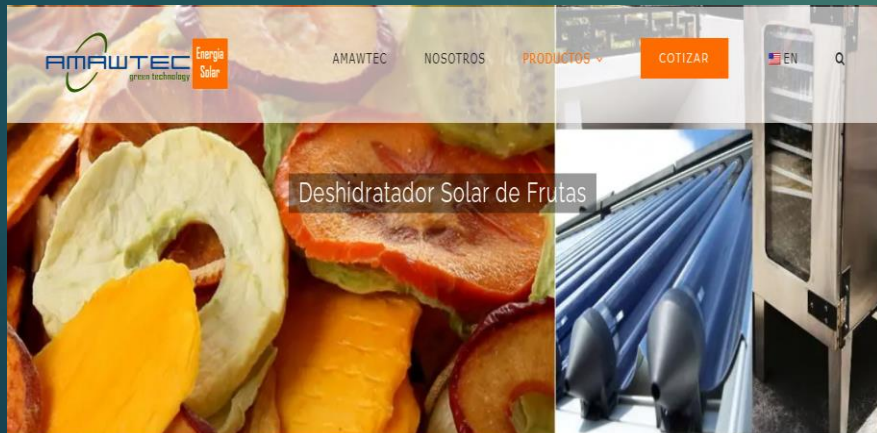 AMAWTEC
green technology
Energía
Solar
AMAWTEC NOSOTROS PRODUCTOS COTIZAR EN
Deshidratador Solar de Frutas